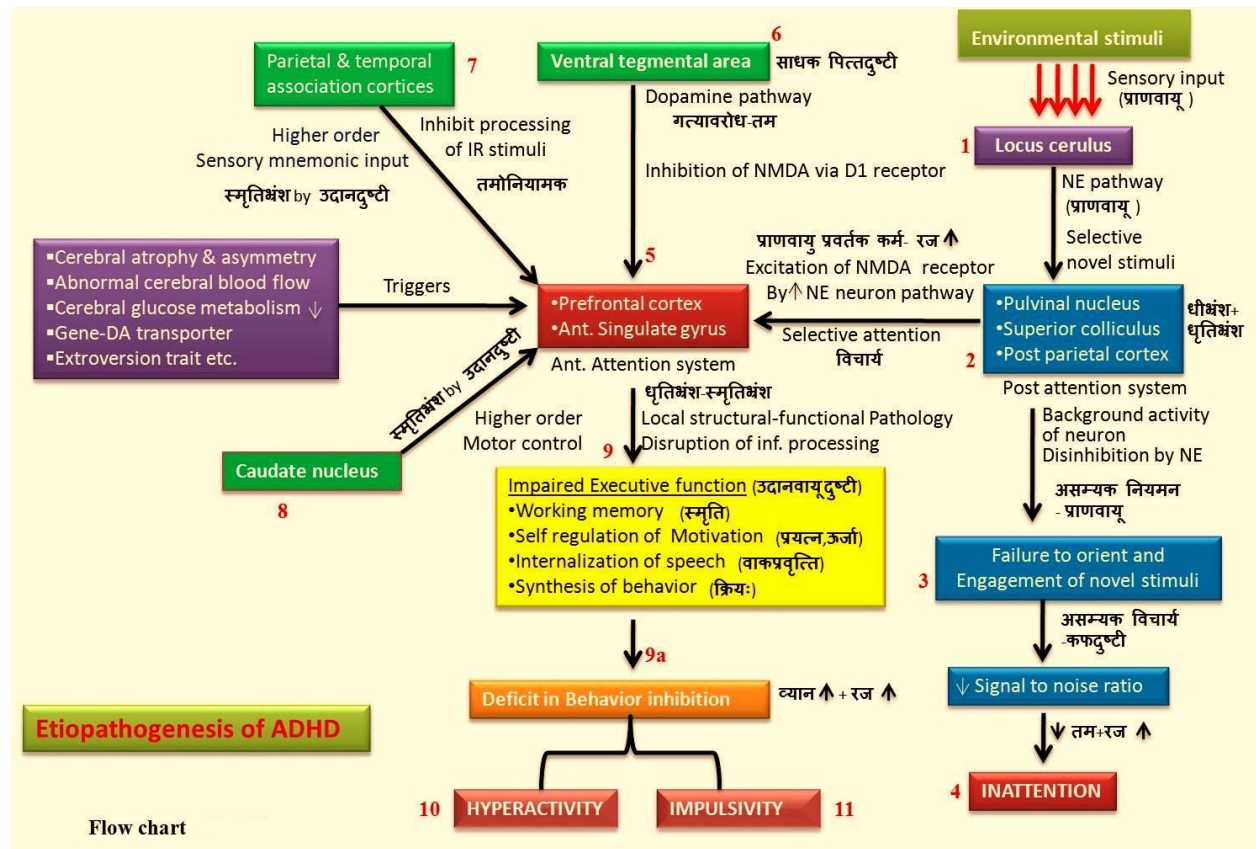 Environmental stimuli
Sensory input
(प्राणवायू )
1
Locus cerulus
NE pathway
(प्राणवायू )
Selective
novel stimuli
▪Pulvinal nucleus
▪Superior colliculus
▪Post parietal cortex
2
धीभ्रंश+
धृतिभ्रंश
Post attention system
Background activity
of neuron
Disinhibition by NE
असम्यक नियमन
- प्राणवायू
3
Failure to orient and
Engagement of novel stimuli
असम्यक विचार्य
-कफदुष्टी
↓ Signal to noise ratio
↓ तम+रज ↑
4
INATTENTION
प्राणवायु प्रवर्तक कर्म- रज ↑
Excitation of NMDA receptor
By↑ NE neuron pathway
Selective attention
विचार्य
5
•Prefrontal cortex
•Ant. Singulate gyrus
Ant. Attention system
6
Ventral tegmental area
साधक पित्तदुष्टी
Dopamine pathway
गत्यावरोध-तम
Inhibition of NMDA via D1 receptor
7
Parietal & temporal
association cortices
Higher order
Sensory mnemonic input
स्मृतिभ्रंश by उदानदुष्टी
Inhibit processing
of IR stimuli
तमोनियामक
▪Cerebral atrophy & asymmetry
▪Abnormal cerebral blood flow
▪Cerebral glucose metabolism ↓
▪Gene-DA transporter
▪Extroversion trait etc.
Triggers
Caudate nucleus
8
स्मृतिभ्रंश by उदानदुष्टी
Higher order
Motor control
धृतिभ्रंश-स्मृतिभ्रंश
Local structural-functional Pathology
Disruption of inf. processing
9
Impaired Executive function (उदानवायू दुष्टी)
•Working memory (स्मृति)
•Self regulation of Motivation (प्रयत्न,ऊर्जा)
•Internalization of speech (वाकप्रवृत्ति)
•Synthesis of behavior (क्रियः)
9a
Deficit in Behavior inhibition
व्यान ↑ + रज ↑
10
HYPERACTIVITY
IMPULSIVITY
11
Etiopathogenesis of ADHD
Flow chart